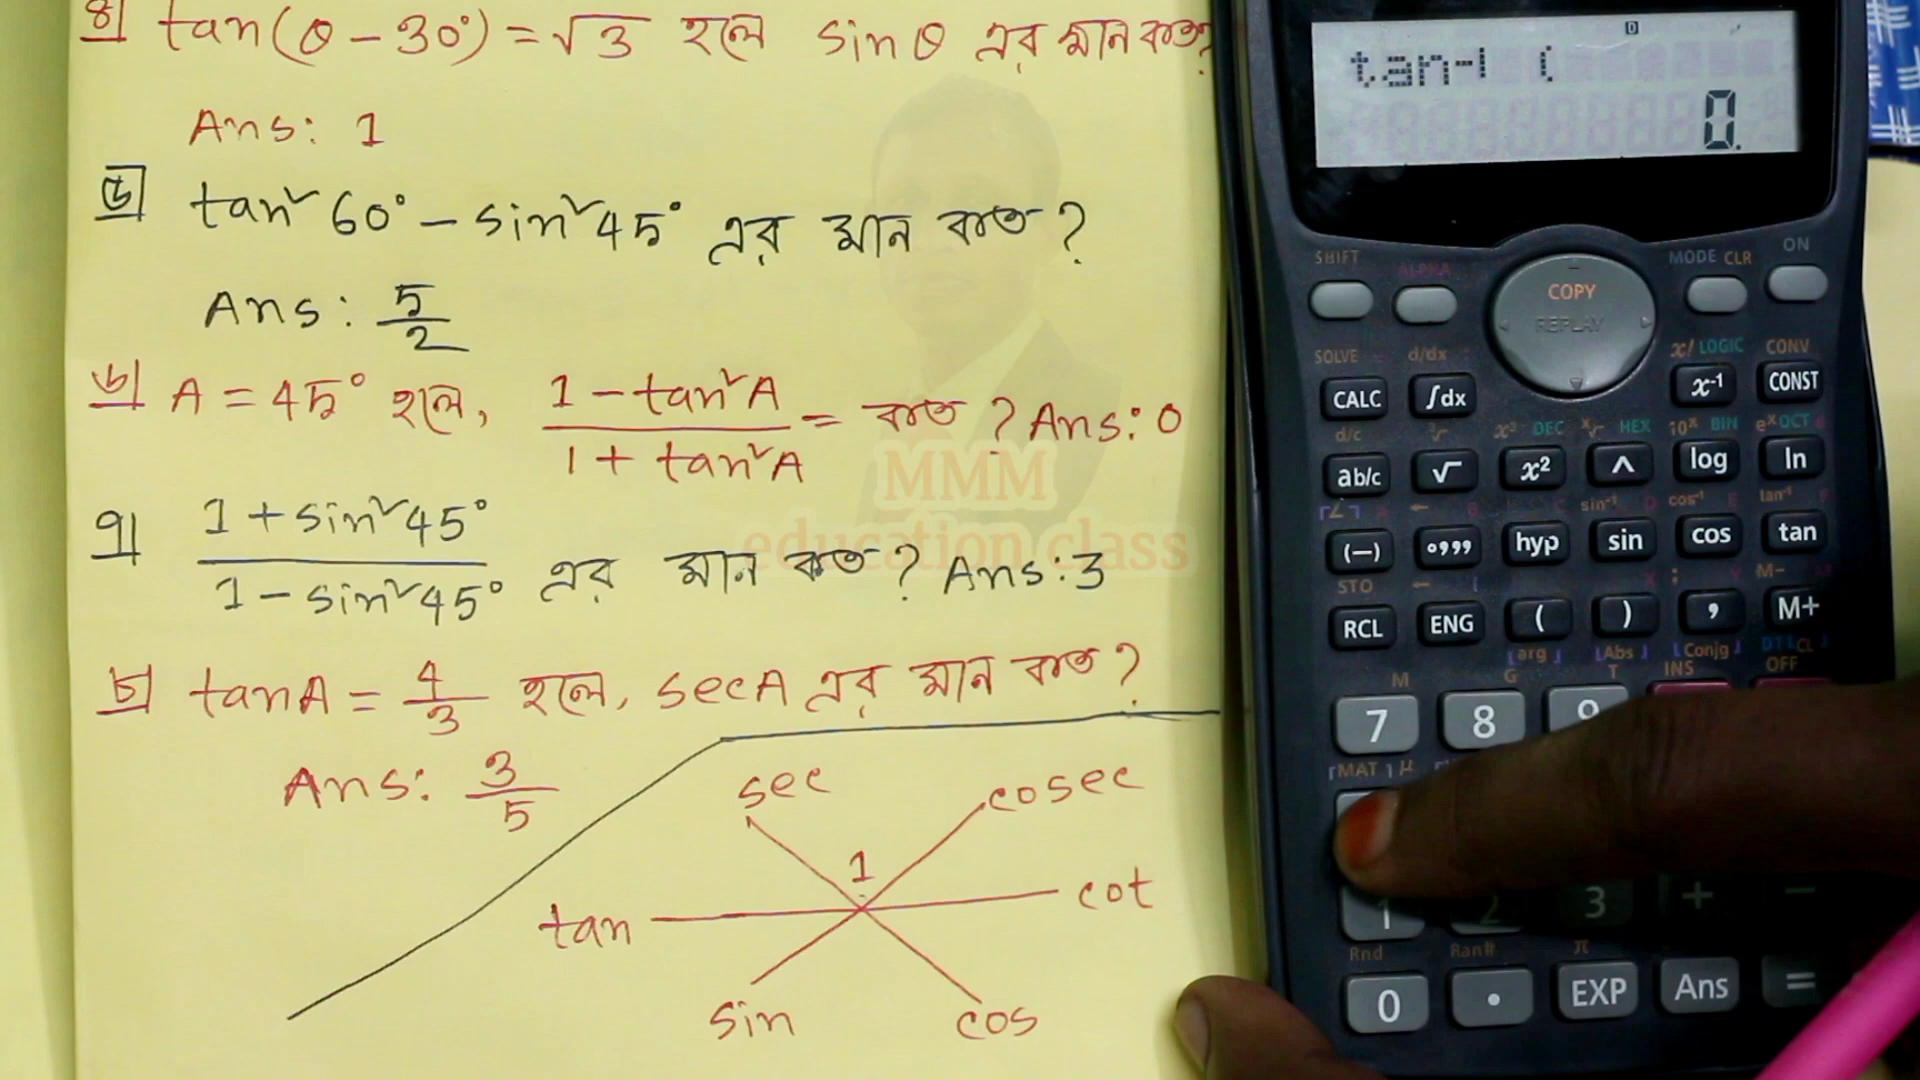 ৪। tan(θ − 30°) = √3 হলে sinθ এর মান কত?
Ans: 1
৫। tan²60° − sin²45° এর মান কত?
Ans: 5/2
৬। A = 45° হলে, 1 − tan²A / 1 + tan²A = কত? Ans: 0
৭। 1 + sin²45° / 1 − sin²45° এর মান কত? Ans: 3
৮। tanA = 4/3 হলে, secA এর মান কত?
Ans: 3/5
sec cosec
1
tan cot
sin cos
MMM
education class
tan-1 (
0.
SHIFT ALPHA MODE CLR ON
COPY
REPLAY
SOLVE d/dx x! LOGIC CONV
CALC ∫dx x⁻¹ CONST
d/c ³√ x³ DEC ˣ√ HEX 10ˣ BIN eˣ OCT
ab/c √ x² ^ log ln
sin⁻¹ D cos⁻¹ E tan⁻¹ F
(−) °,,, hyp sin cos tan
STO ← ; M−
RCL ENG ( ) , M+
arg Abs Conjg DT CL
M G T INS OFF
7 8 9
MAT μ
1 2 3 + −
Rnd Ran# π
0 . EXP Ans =